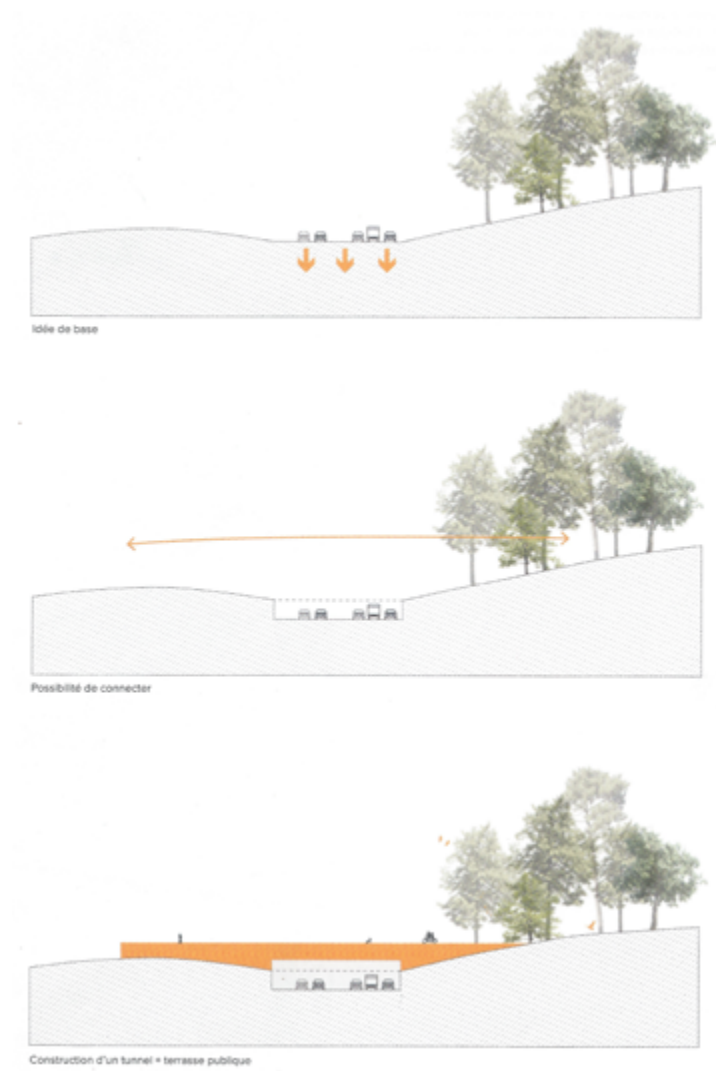 Idée de base
Possibilité de connecter
Construction d'un tunnel + terrasse publique